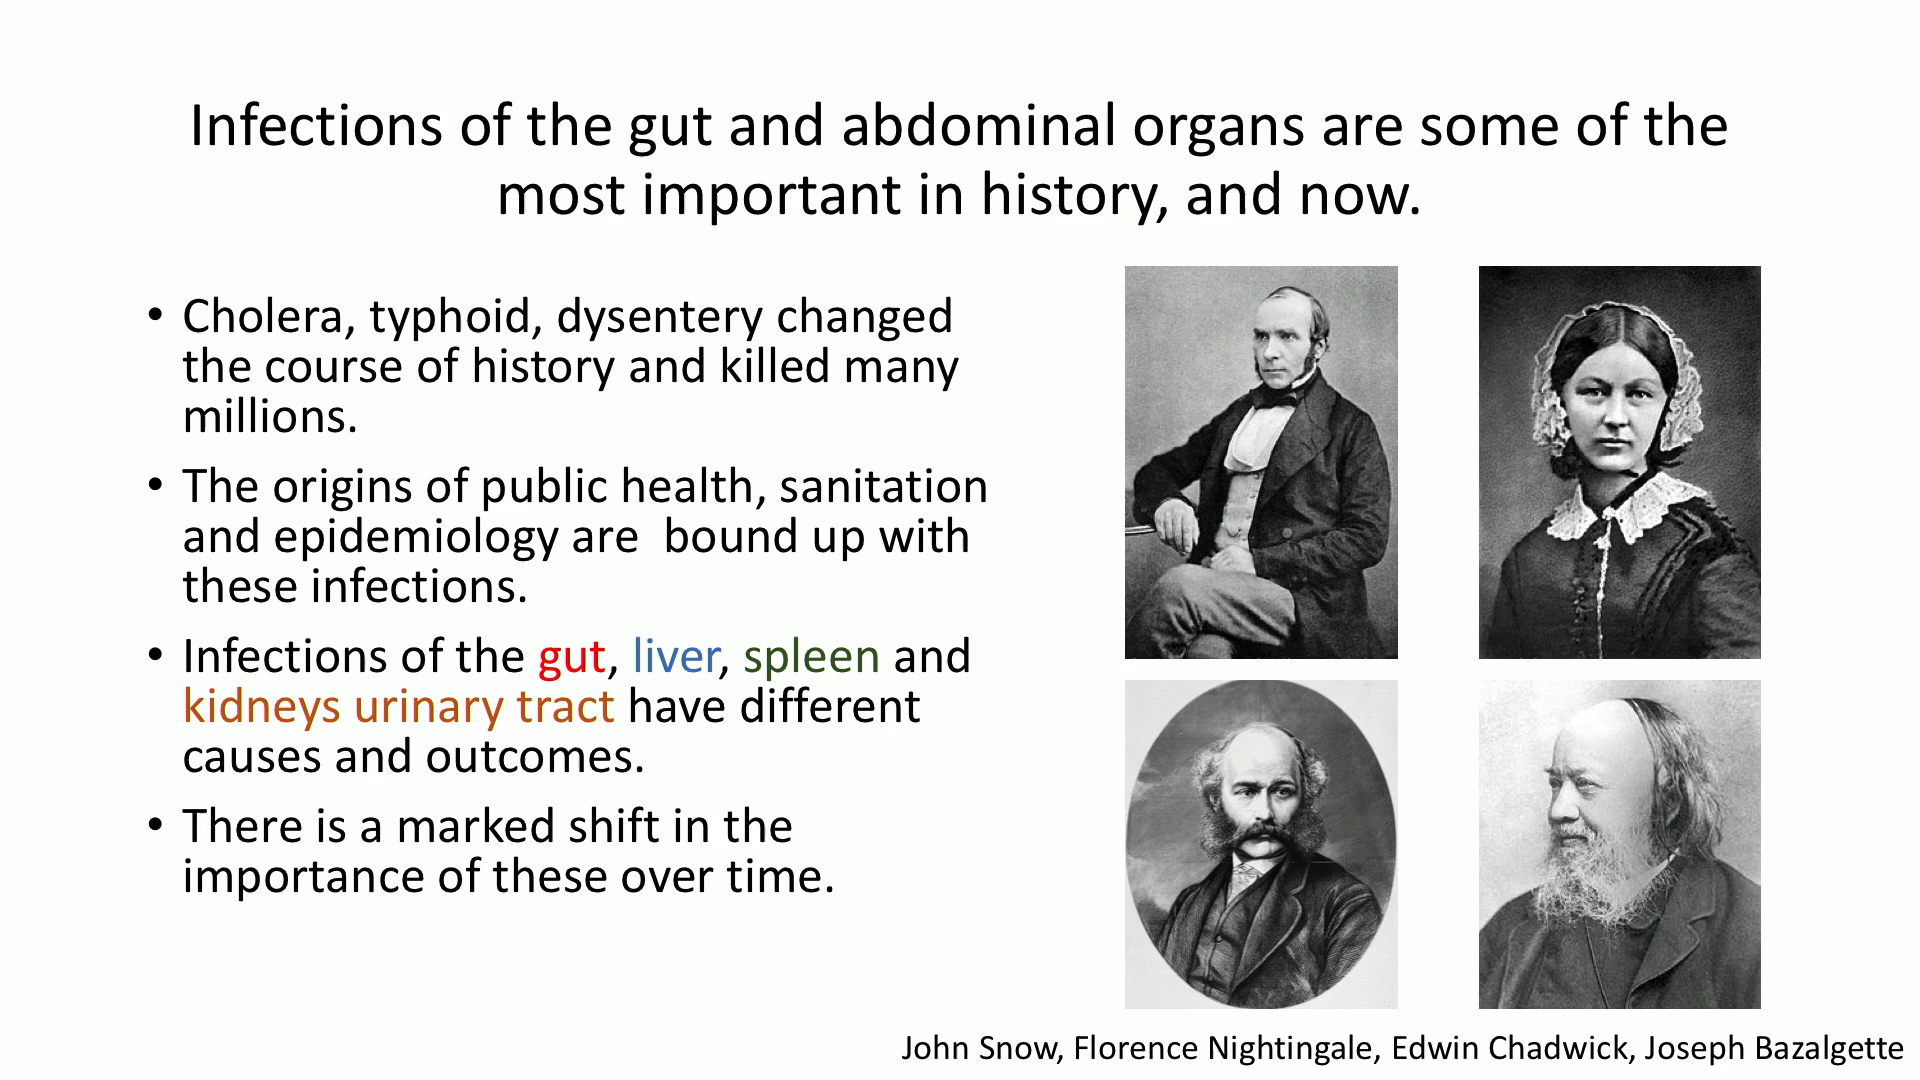 Infections of the gut and abdominal organs are some of the
most important in history, and now.
• Cholera, typhoid, dysentery changed
the course of history and killed many
millions.
• The origins of public health, sanitation
and epidemiology are  bound up with
these infections.
• Infections of the gut, liver, spleen and
kidneys urinary tract have different
causes and outcomes.
• There is a marked shift in the
importance of these over time.
John Snow, Florence Nightingale, Edwin Chadwick, Joseph Bazalgette